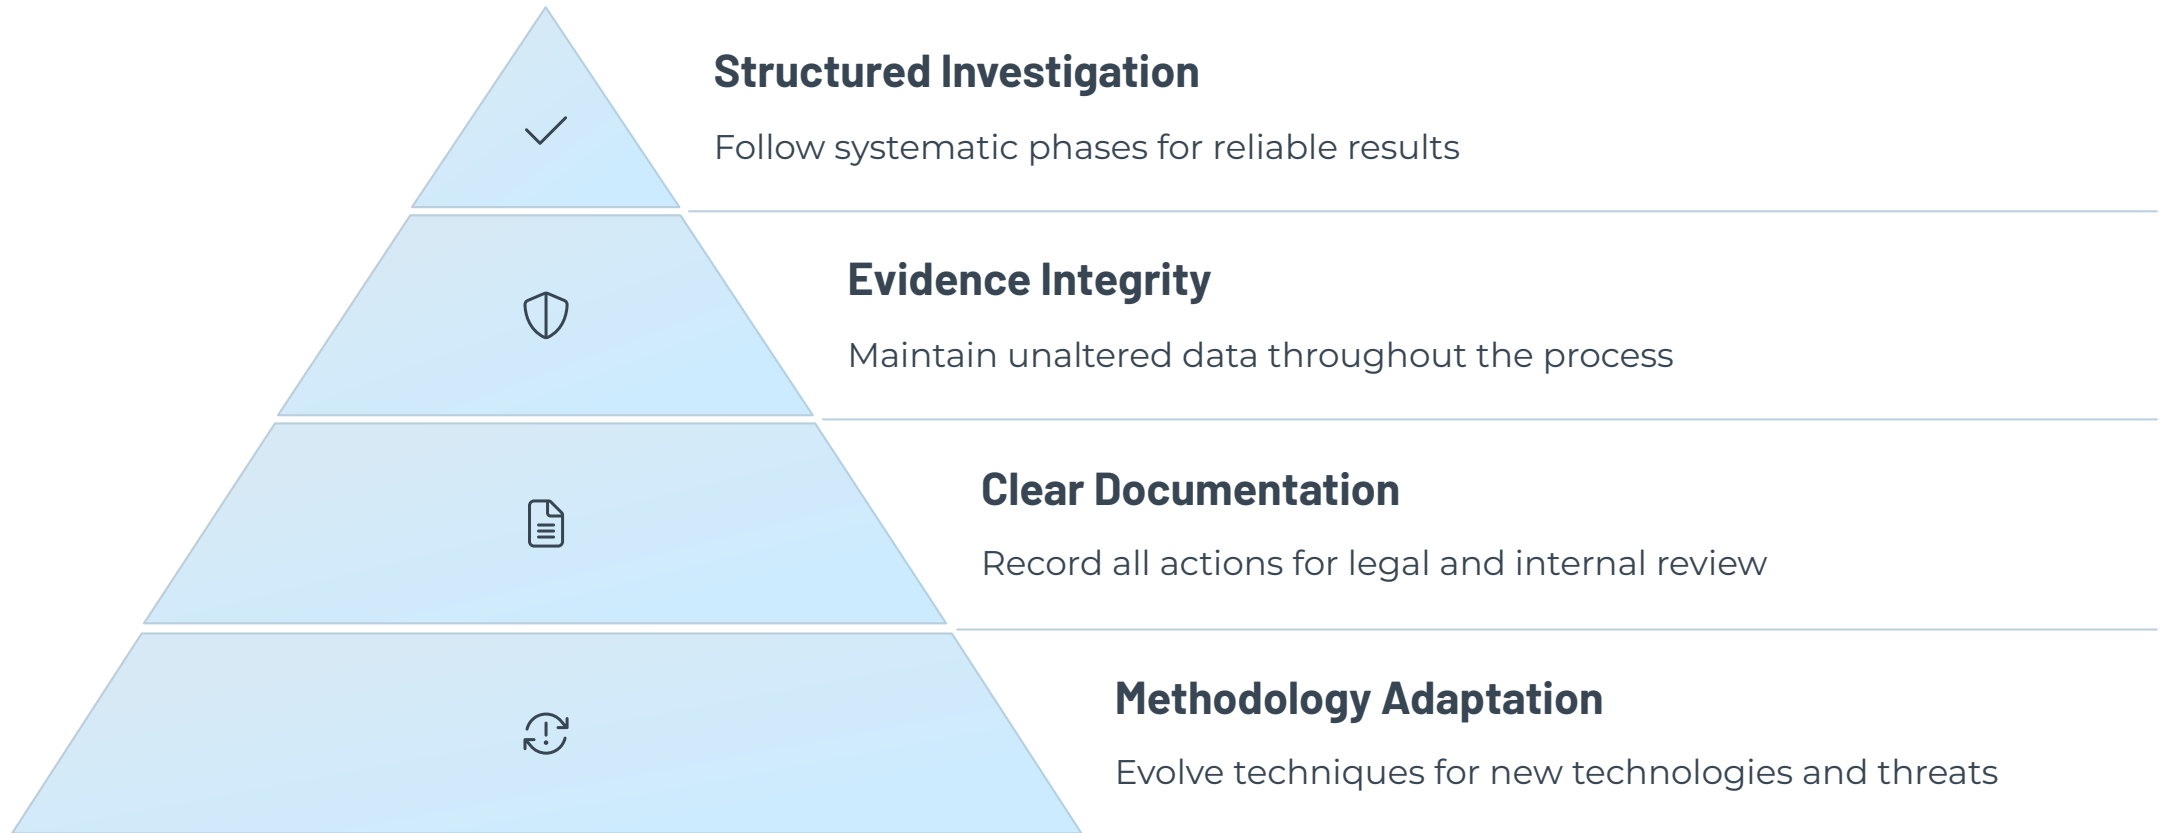 Structured Investigation
Follow systematic phases for reliable results
Evidence Integrity
Maintain unaltered data throughout the process
Clear Documentation
Record all actions for legal and internal review
Methodology Adaptation
Evolve techniques for new technologies and threats